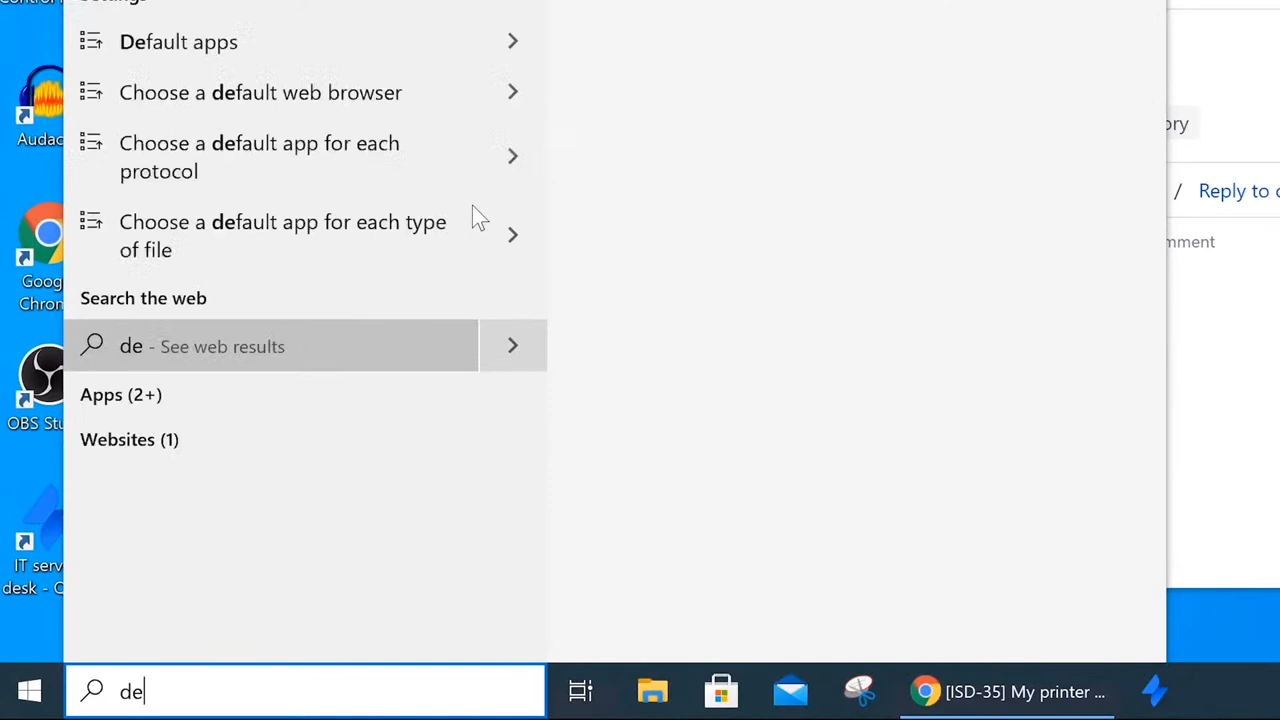 Default apps
Choose a default web browser
Choose a default app for each
protocol
Choose a default app for each type
of file
Search the web
de - See web results
Apps (2+)
Websites (1)
de
Audac
Goog
Chron
OBS Stu
IT serv
desk - C
ory
/ Reply to c
mment
[ISD-35] My printer ...